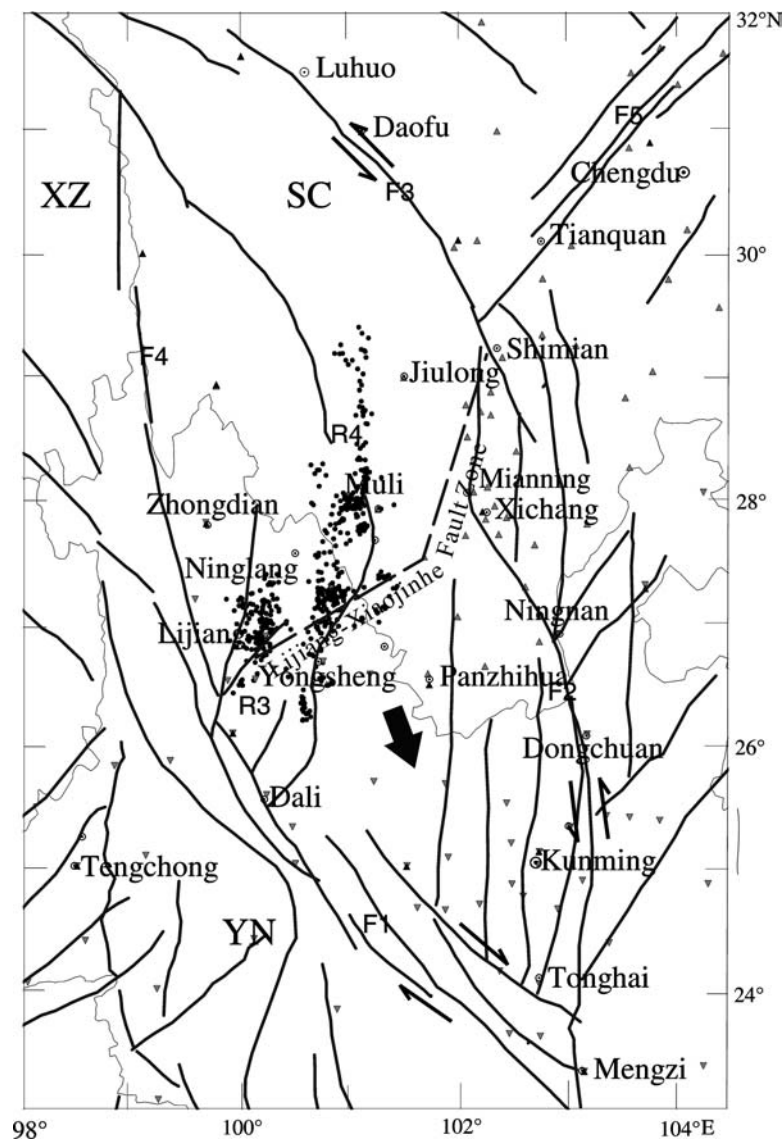 32°N
Luhuo
Daofu
F5
Chengdu
XZ
SC
F3
Tianquan
30°
F4
Shimian
Jiulong
R4
Muli
Mianning
Zhongdian
Xichang
28°
Ninglang
Lijiang-Xiaojinhe Fault Zone
Ningnan
Lijiang
Yongsheng
Panzhihua
R3
F2
Dongchuan
26°
Dali
Tengchong
Kunming
YN
F1
Tonghai
24°
Mengzi
98°
100°
102°
104°E